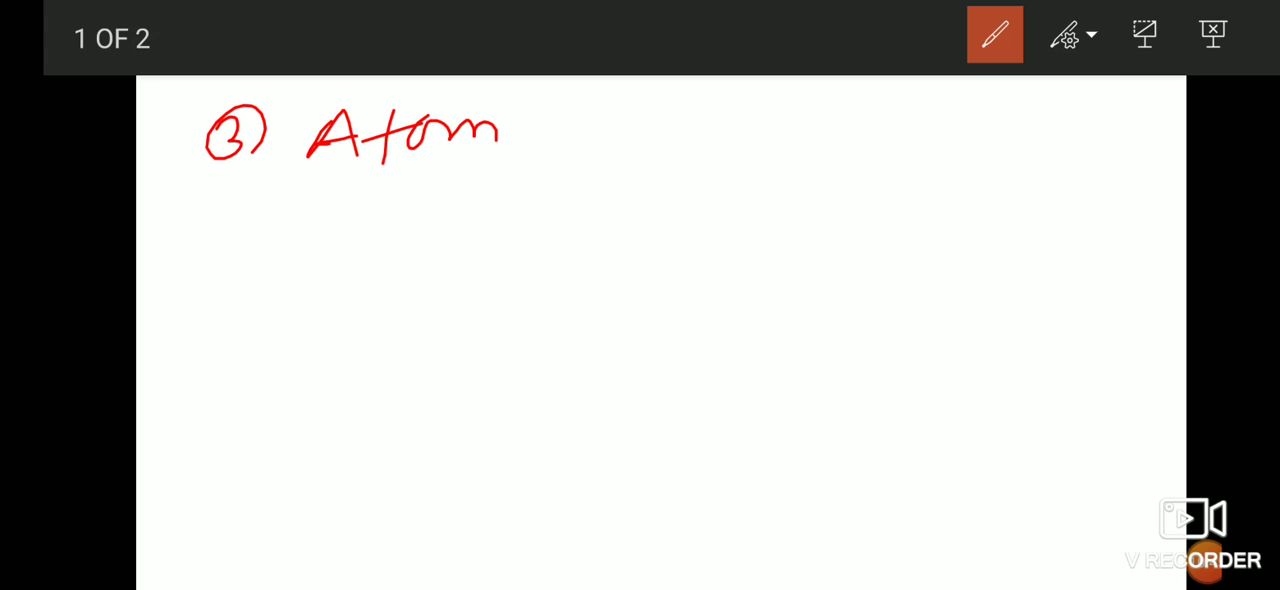 1 OF 2
③ Atom
V RECORDER